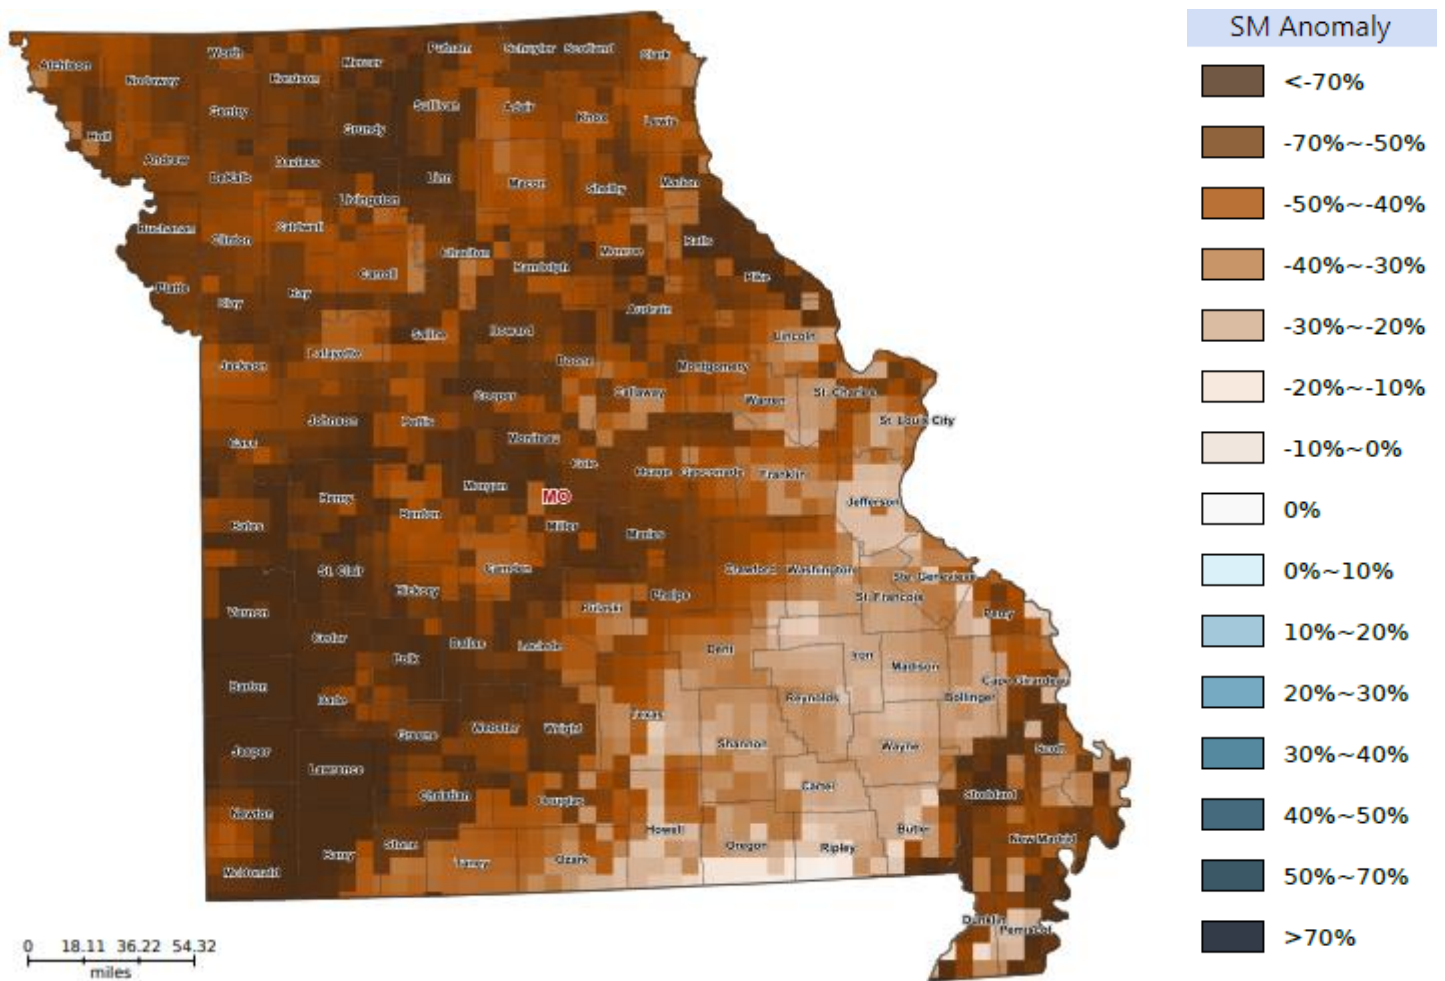 SM Anomaly
<-70%
-70%~-50%
-50%~-40%
-40%~-30%
-30%~-20%
-20%~-10%
-10%~0%
0%
0%~10%
10%~20%
20%~30%
30%~40%
40%~50%
50%~70%
>70%
Atchison
Worth
Putnam
Schuyler
Scotland
Clark
Nodaway
Harrison
Mercer
Gentry
Sullivan
Adair
Knox
Lewis
Holt
Grundy
Andrew
DeKalb
Daviess
Linn
Macon
Shelby
Marion
Livingston
Buchanan
Clinton
Caldwell
Chariton
Randolph
Monroe
Ralls
Platte
Clay
Ray
Carroll
Pike
Audrain
Saline
Howard
Lincoln
Jackson
Lafayette
Boone
Montgomery
Cooper
Callaway
Warren
St. Charles
Johnson
Pettis
St. Louis City
Cass
Moniteau
Cole
Osage
Gasconade
Franklin
Henry
Morgan
MO
Jefferson
Bates
Benton
Miller
Maries
St. Clair
Camden
Crawford
Washington
Ste. Genevieve
Hickory
Pulaski
Phelps
St. Francois
Vernon
Perry
Cedar
Polk
Dallas
Laclede
Dent
Iron
Madison
Barton
Dade
Reynolds
Bollinger
Cape Girardeau
Texas
Greene
Webster
Wright
Shannon
Wayne
Scott
Jasper
Lawrence
Christian
Douglas
Carter
Stoddard
Newton
Howell
Oregon
Ripley
Butler
New Madrid
Barry
Stone
Taney
Ozark
McDonald
Dunklin
Pemiscot
0 18.11 36.22 54.32
miles